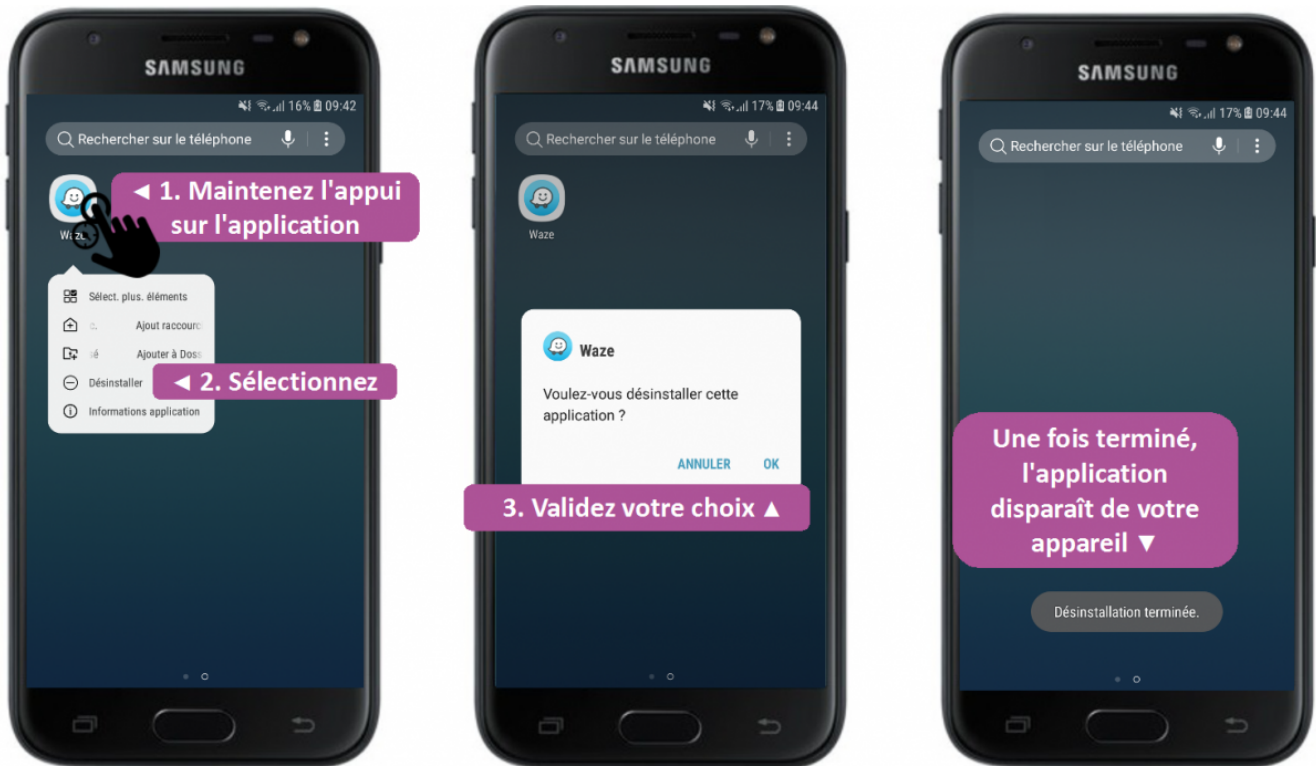 SAMSUNG
16% 09:42
Rechercher sur le téléphone
◄ 1. Maintenez l'appui
sur l'application
Waze
Sélect. plus. éléments
Ajout raccourc
sé Ajouter à Doss
Désinstaller
◄ 2. Sélectionnez
Informations application
SAMSUNG
17% 09:44
Rechercher sur le téléphone
Waze
Waze
Voulez-vous désinstaller cette
application ?
ANNULER OK
3. Validez votre choix ▲
SAMSUNG
17% 09:44
Rechercher sur le téléphone
Une fois terminé,
l'application
disparaît de votre
appareil ▼
Désinstallation terminée.